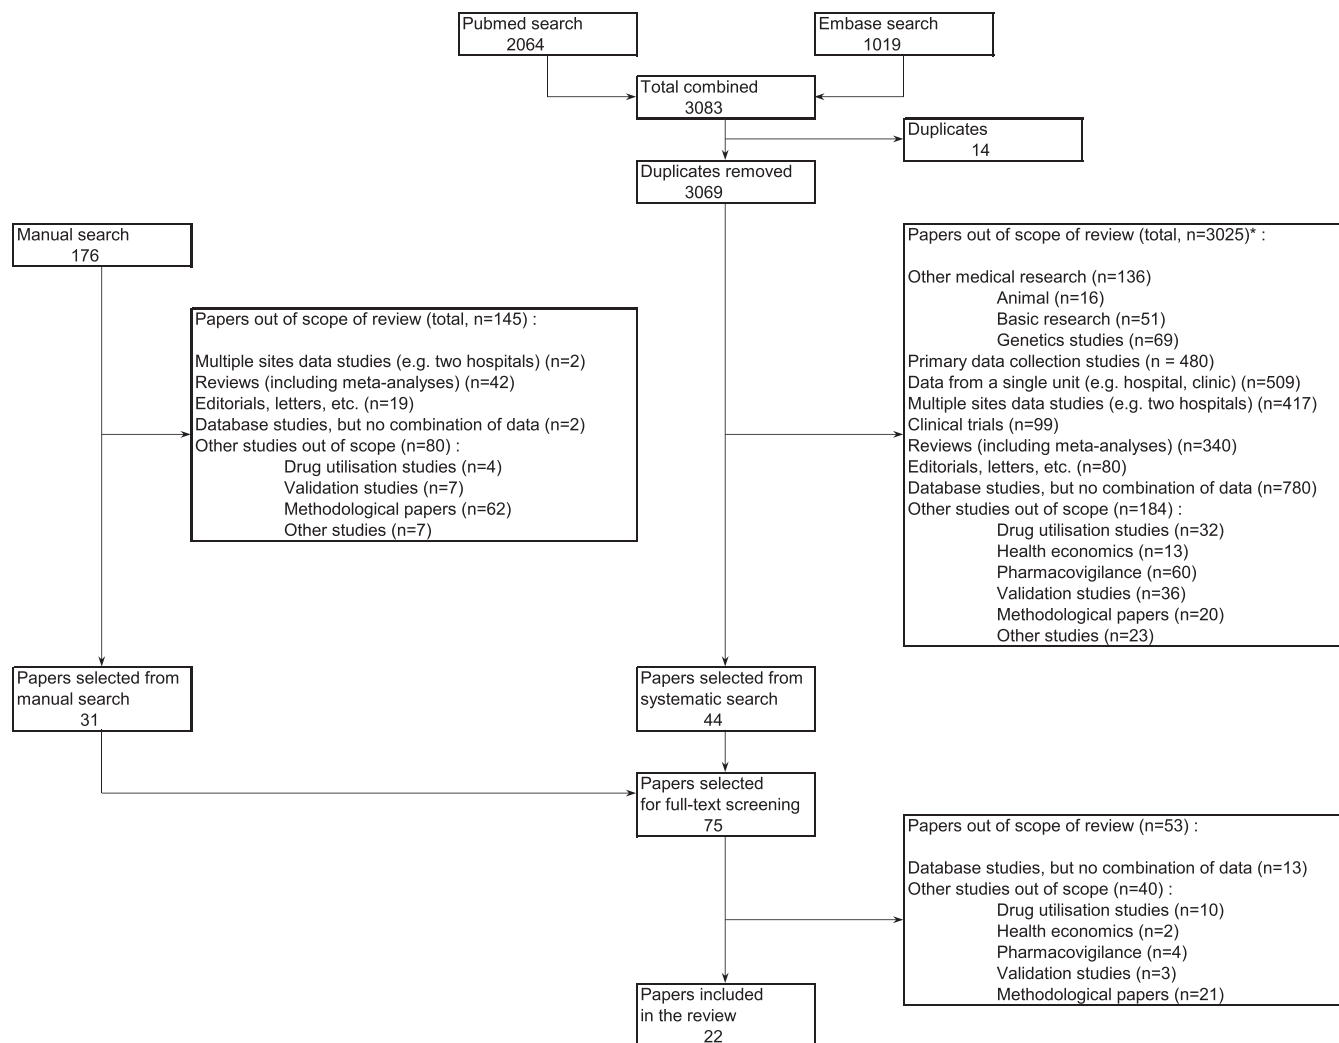 Pubmed search
2064
Embase search
1019
Total combined
3083
Duplicates
14
Duplicates removed
3069
Manual search
176
Papers out of scope of review (total, n=145) :
Multiple sites data studies (e.g. two hospitals) (n=2)
Reviews (including meta-analyses) (n=42)
Editorials, letters, etc. (n=19)
Database studies, but no combination of data (n=2)
Other studies out of scope (n=80) :
Drug utilisation studies (n=4)
Validation studies (n=7)
Methodological papers (n=62)
Other studies (n=7)
Papers out of scope of review (total, n=3025)* :
Other medical research (n=136)
Animal (n=16)
Basic research (n=51)
Genetics studies (n=69)
Primary data collection studies (n = 480)
Data from a single unit (e.g. hospital, clinic) (n=509)
Multiple sites data studies (e.g. two hospitals) (n=417)
Clinical trials (n=99)
Reviews (including meta-analyses) (n=340)
Editorials, letters, etc. (n=80)
Database studies, but no combination of data (n=780)
Other studies out of scope (n=184) :
Drug utilisation studies (n=32)
Health economics (n=13)
Pharmacovigilance (n=60)
Validation studies (n=36)
Methodological papers (n=20)
Other studies (n=23)
Papers selected from
manual search
31
Papers selected from
systematic search
44
Papers selected
for full-text screening
75
Papers out of scope of review (n=53) :
Database studies, but no combination of data (n=13)
Other studies out of scope (n=40) :
Drug utilisation studies (n=10)
Health economics (n=2)
Pharmacovigilance (n=4)
Validation studies (n=3)
Methodological papers (n=21)
Papers included
in the review
22